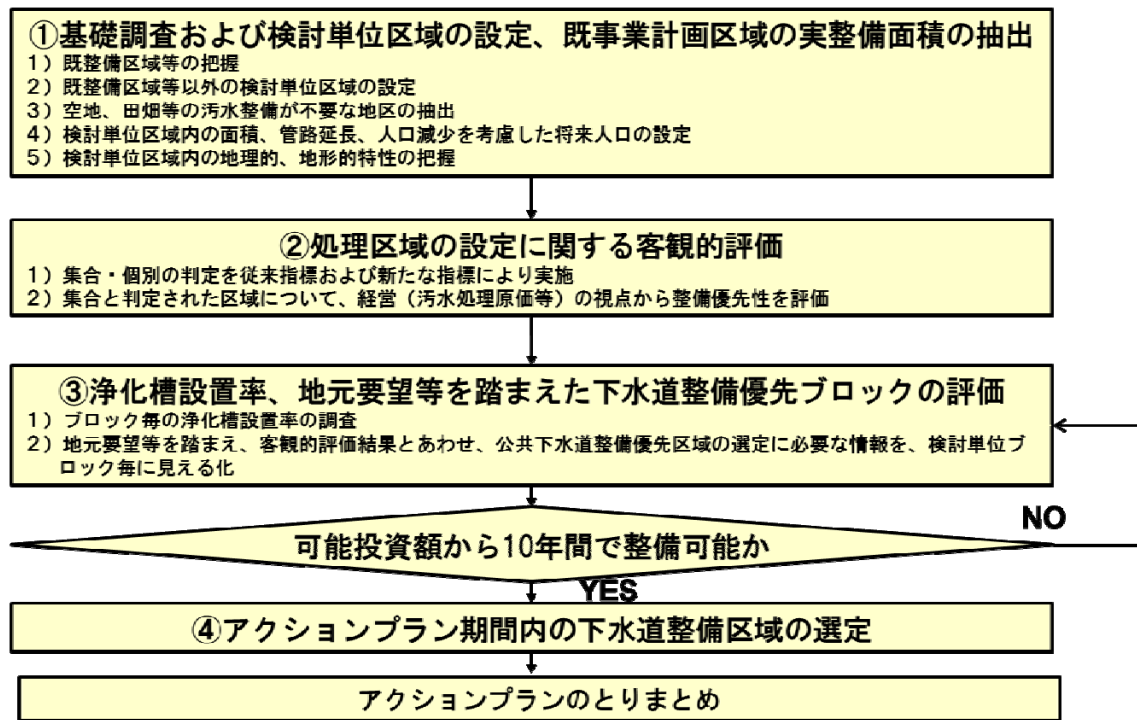 ①基礎調査および検討単位区域の設定、既事業計画区域の実整備面積の抽出
1）既整備区域等の把握
2）既整備区域等以外の検討単位区域の設定
3）空地、田畑等の汚水整備が不要な地区の抽出
4）検討単位区域内の面積、管路延長、人口減少を考慮した将来人口の設定
5）検討単位区域内の地理的、地形的特性の把握
②処理区域の設定に関する客観的評価
1）集合・個別の判定を従来指標および新たな指標により実施
2）集合と判定された区域について、経営（汚水処理原価等）の視点から整備優先性を評価
③浄化槽設置率、地元要望等を踏まえた下水道整備優先ブロックの評価
1）ブロック毎の浄化槽設置率の調査
2）地元要望等を踏まえ、客観的評価結果とあわせ、公共下水道整備優先区域の選定に必要な情報を、検討単位ブ
ロック毎に見える化
NO
可能投資額から10年間で整備可能か
YES
④アクションプラン期間内の下水道整備区域の選定
アクションプランのとりまとめ